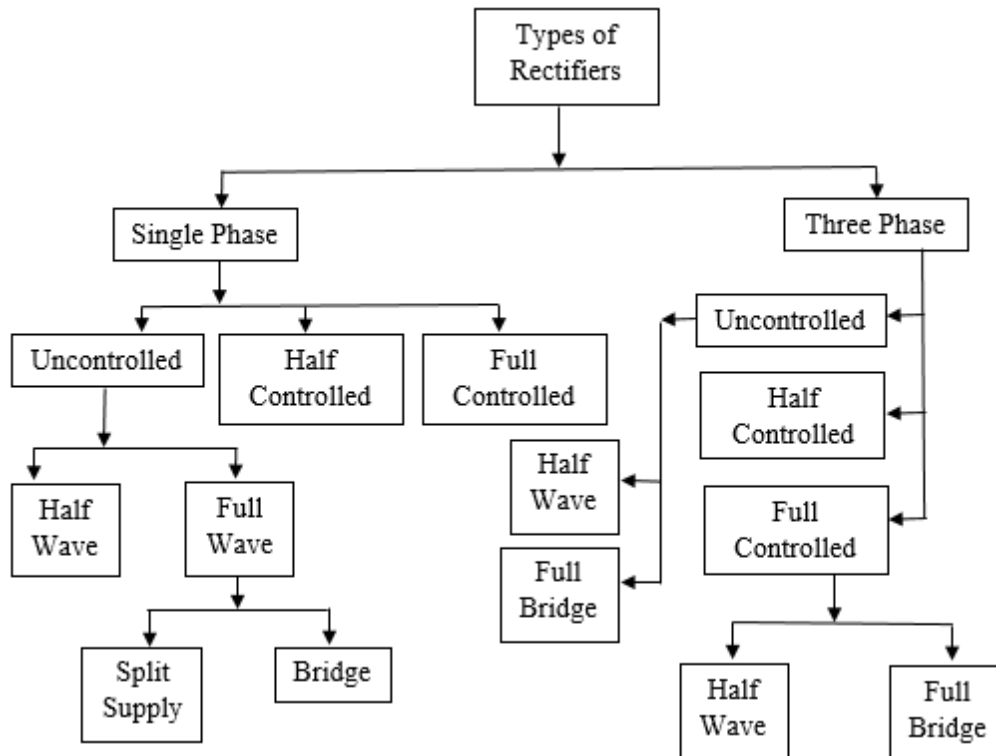 Types of
Rectifiers
Single Phase
Three Phase
Uncontrolled
Half
Controlled
Full
Controlled
Half
Wave
Full
Wave
Split
Supply
Bridge
Uncontrolled
Half
Controlled
Full
Controlled
Half
Wave
Full
Bridge
Half
Wave
Full
Bridge